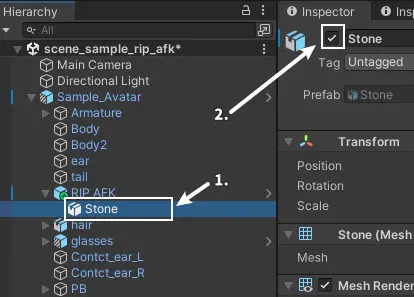 Hierarchy
All
scene_sample_rip_afk*
Main Camera
Directional Light
Sample_Avatar
Armature
Body
Body2
ear
tail
RIP AFK
Stone
hair
glasses
Contct_ear_L
Contct_ear_R
PB
1.
2.
Inspector
Stone
Tag Untagged
Prefab Stone
Transform
Position
Rotation
Scale
Stone (Mesh
Mesh
Mesh Render